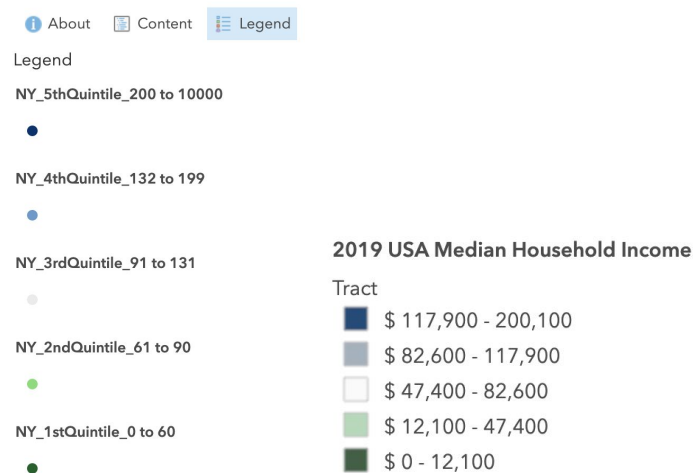 About Content Legend
Legend
NY_5thQuintile_200 to 10000
NY_4thQuintile_132 to 199
NY_3rdQuintile_91 to 131
NY_2ndQuintile_61 to 90
NY_1stQuintile_0 to 60
2019 USA Median Household Income
Tract
$ 117,900 - 200,100
$ 82,600 - 117,900
$ 47,400 - 82,600
$ 12,100 - 47,400
$ 0 - 12,100